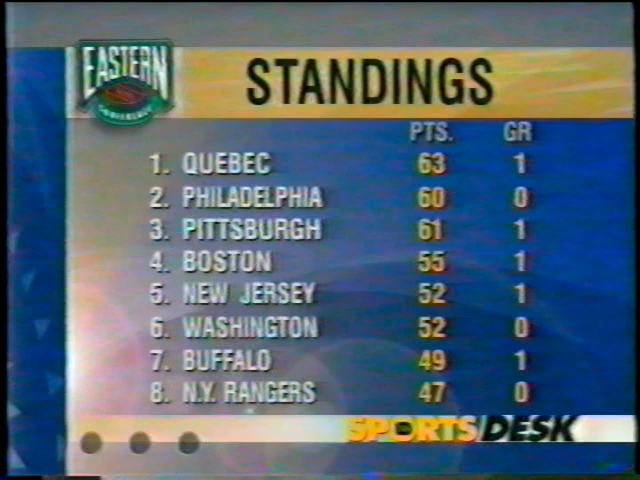 EASTERN
CONFERENCE
STANDINGS
PTS. GR
1. QUEBEC 63 1
2. PHILADELPHIA 60 0
3. PITTSBURGH 61 1
4. BOSTON 55 1
5. NEW JERSEY 52 1
6. WASHINGTON 52 0
7. BUFFALO 49 1
8. N.Y. RANGERS 47 0
SPORTSDESK